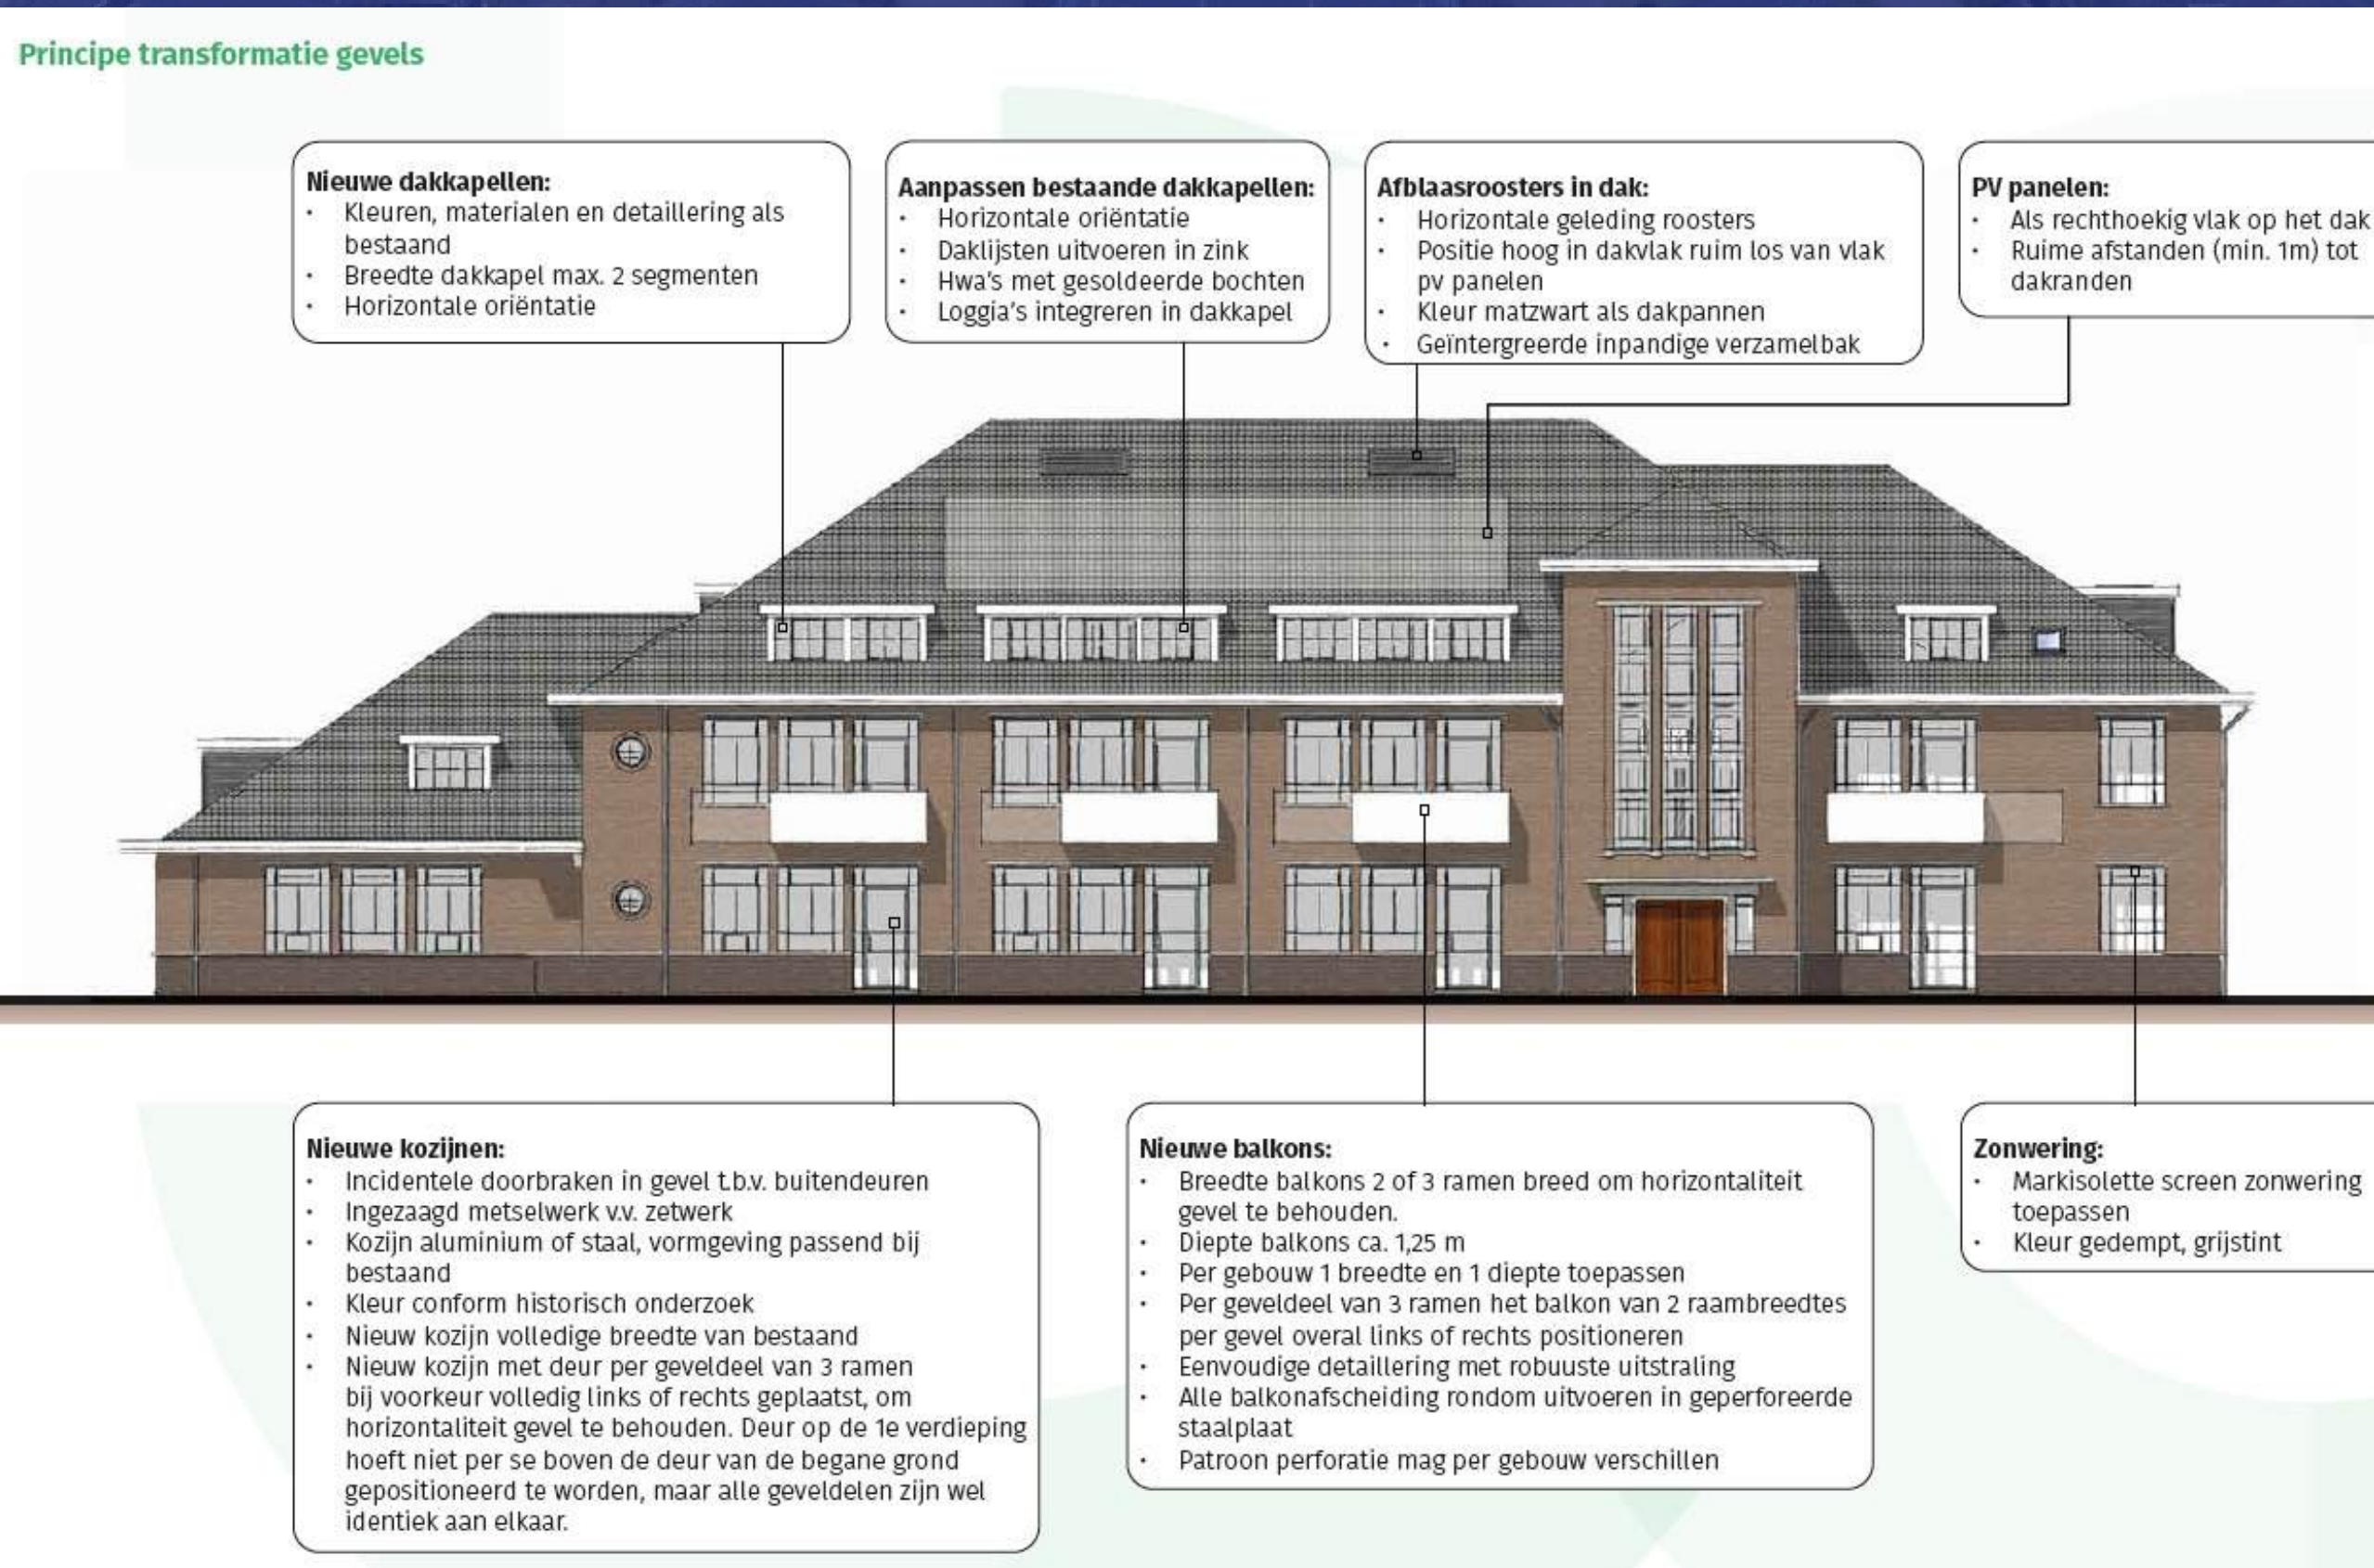 Principe transformatie gevels
Nieuwe dakkapellen:
· Kleuren, materialen en detaillering als
bestaand
· Breedte dakkapel max. 2 segmenten
· Horizontale oriëntatie
Aanpassen bestaande dakkapellen:
· Horizontale oriëntatie
· Daklijsten uitvoeren in zink
· Hwa's met gesoldeerde bochten
· Loggia's integreren in dakkapel
Afblaasroosters in dak:
· Horizontale geleding roosters
· Positie hoog in dakvlak ruim los van vlak
pv panelen
· Kleur matzwart als dakpannen
· Geïntergreerde inpandige verzamelbak
PV panelen:
· Als rechthoekig vlak op het dak
· Ruime afstanden (min. 1m) tot
dakranden
Nieuwe kozijnen:
· Incidentele doorbraken in gevel t.b.v. buitendeuren
· Ingezaagd metselwerk v.v. zetwerk
· Kozijn aluminium of staal, vormgeving passend bij
bestaand
· Kleur conform historisch onderzoek
· Nieuw kozijn volledige breedte van bestaand
· Nieuw kozijn met deur per geveldeel van 3 ramen
bij voorkeur volledig links of rechts geplaatst, om
horizontaliteit gevel te behouden. Deur op de 1e verdieping
hoeft niet per se boven de deur van de begane grond
gepositioneerd te worden, maar alle geveldelen zijn wel
identiek aan elkaar.
Nieuwe balkons:
· Breedte balkons 2 of 3 ramen breed om horizontaliteit
gevel te behouden.
· Diepte balkons ca. 1,25 m
· Per gebouw 1 breedte en 1 diepte toepassen
· Per geveldeel van 3 ramen het balkon van 2 raambreedtes
per gevel overal links of rechts positioneren
· Eenvoudige detaillering met robuuste uitstraling
· Alle balkonafscheiding rondom uitvoeren in geperforeerde
staalplaat
· Patroon perforatie mag per gebouw verschillen
Zonwering:
· Markisolette screen zonwering
toepassen
· Kleur gedempt, grijstint